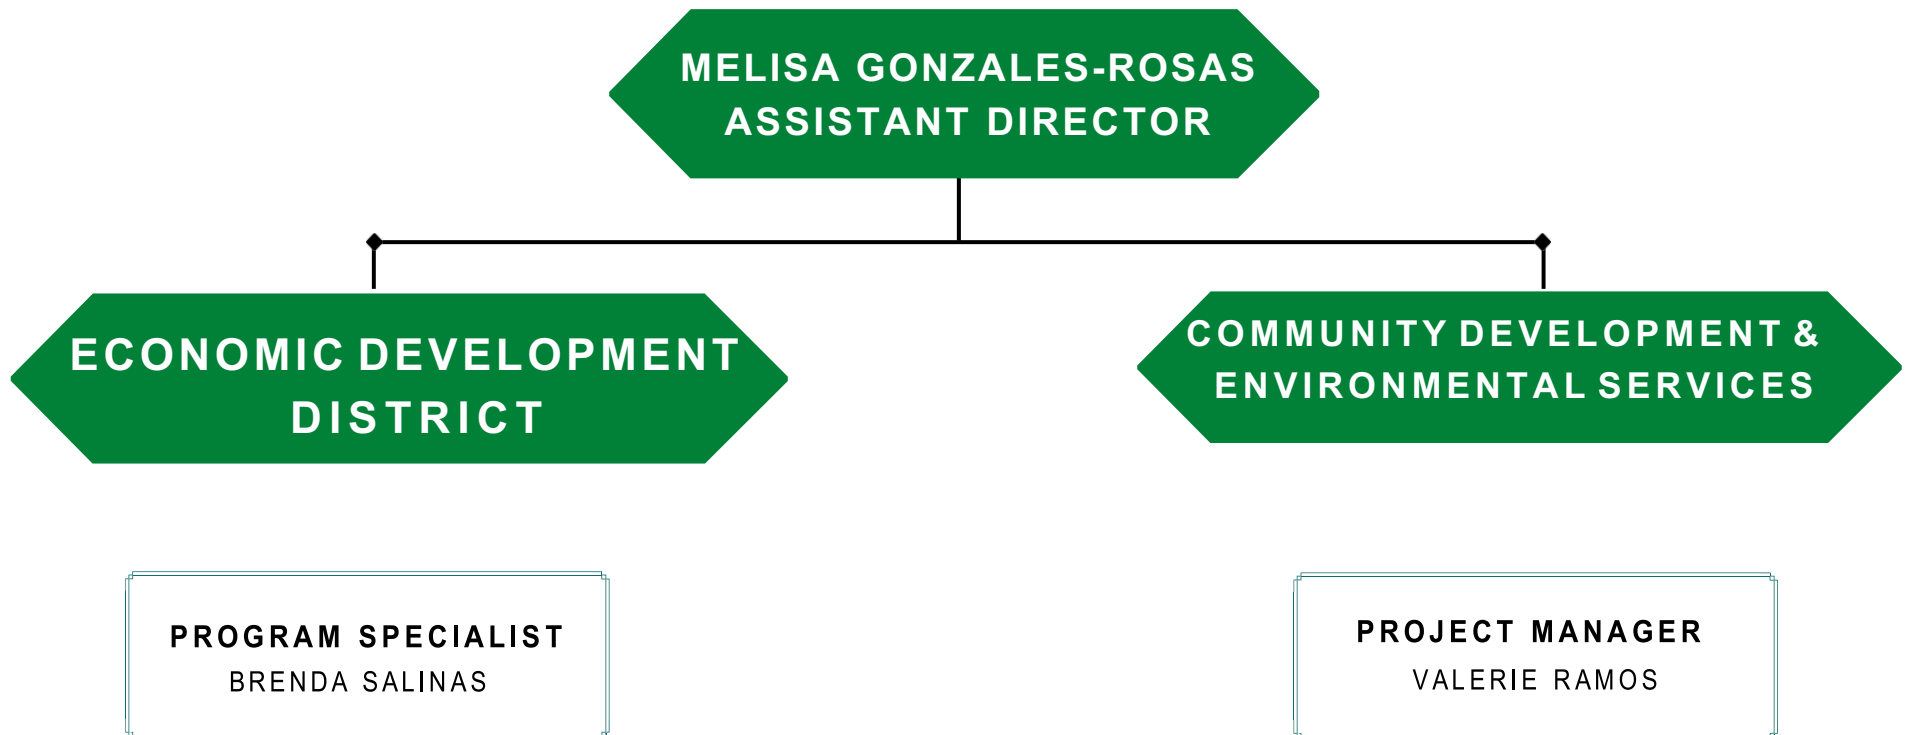 MELISA GONZALES-ROSAS
ASSISTANT DIRECTOR
ECONOMIC DEVELOPMENT
DISTRICT
COMMUNITY DEVELOPMENT &
ENVIRONMENTAL SERVICES
PROGRAM SPECIALIST
BRENDA SALINAS
PROJECT MANAGER
VALERIE RAMOS